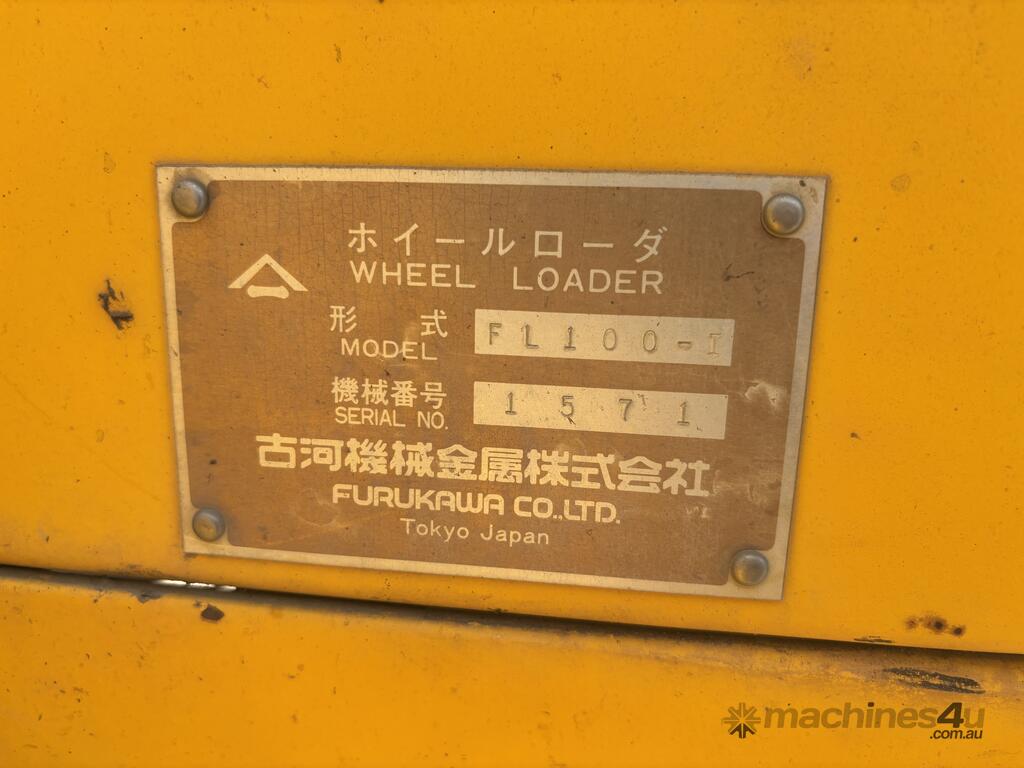 ホイールローダ
WHEEL LOADER
形式 FL100-I
MODEL
機械番号 1571
SERIAL NO.
古河機械金属株式会社
FURUKAWA CO.,LTD.
Tokyo Japan
machines4u
.com.au